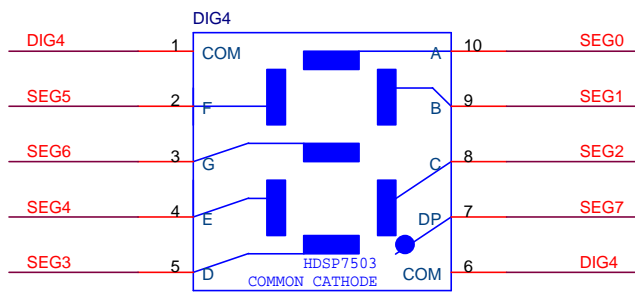 DIG4
DIG4 1 COM A 10 SEG0
SEG5 2 F B 9 SEG1
SEG6 3 G C 8 SEG2
SEG4 4 E DP 7 SEG7
SEG3 5 D HDSP7503 COM 6 DIG4
COMMON CATHODE